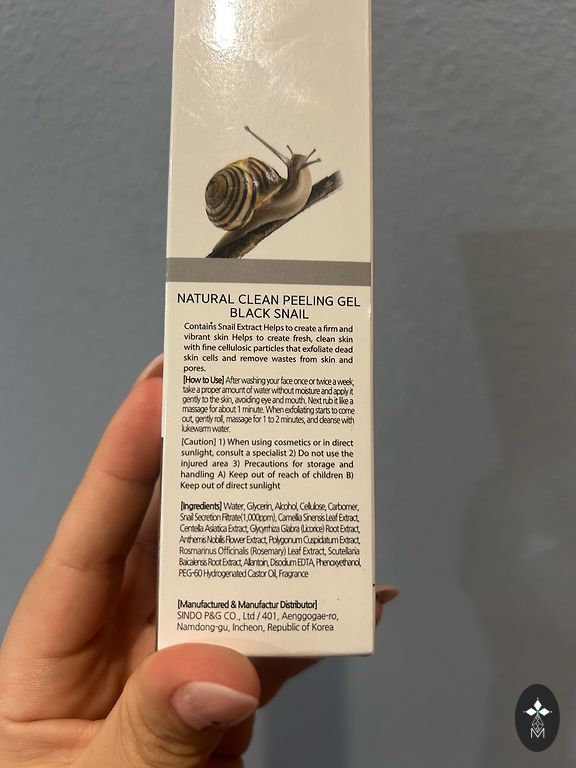 NATURAL CLEAN PEELING GEL
BLACK SNAIL
Contains Snail Extract Helps to create a firm and
vibrant skin Helps to create fresh, clean skin
with fine cellulosic particles that exfoliate dead
skin cells and remove wastes from skin and
pores.
[How to Use] After washing your face once or twice a week,
take a proper amount of water without moisture and apply it
gently to the skin, avoiding eye and mouth. Next rub it like a
massage for about 1 minute. When exfoliating starts to come
out, gently roll, massage for 1 to 2 minutes, and cleanse with
lukewarm water.
[Caution] 1) When using cosmetics or in direct
sunlight, consult a specialist 2) Do not use the
injured area 3) Precautions for storage and
handling A) Keep out of reach of children B)
Keep out of direct sunlight
[Ingredients] Water, Glycerin, Alcohol, Cellulose, Carbomer,
Snail Secretion Filtrate(1,000ppm), Camellia Sinensis Leaf Extract,
Centella Asiatica Extract, Glycyrrhiza Glabra (Licorice) Root Extract,
Anthemis Nobilis Flower Extract, Polygonum Cuspidatum Extract,
Rosmarinus Officinalis (Rosemary) Leaf Extract, Scutellaria
Baicalensis Root Extract, Allantoin, Disodium EDTA, Phenoxyethanol,
PEG-60 Hydrogenated Castor Oil, Fragrance
[Manufactured & Manufactur Distributor]
SINDO P&G CO., Ltd / 401, Aenggogae-ro,
Namdong-gu, Incheon, Republic of Korea
M